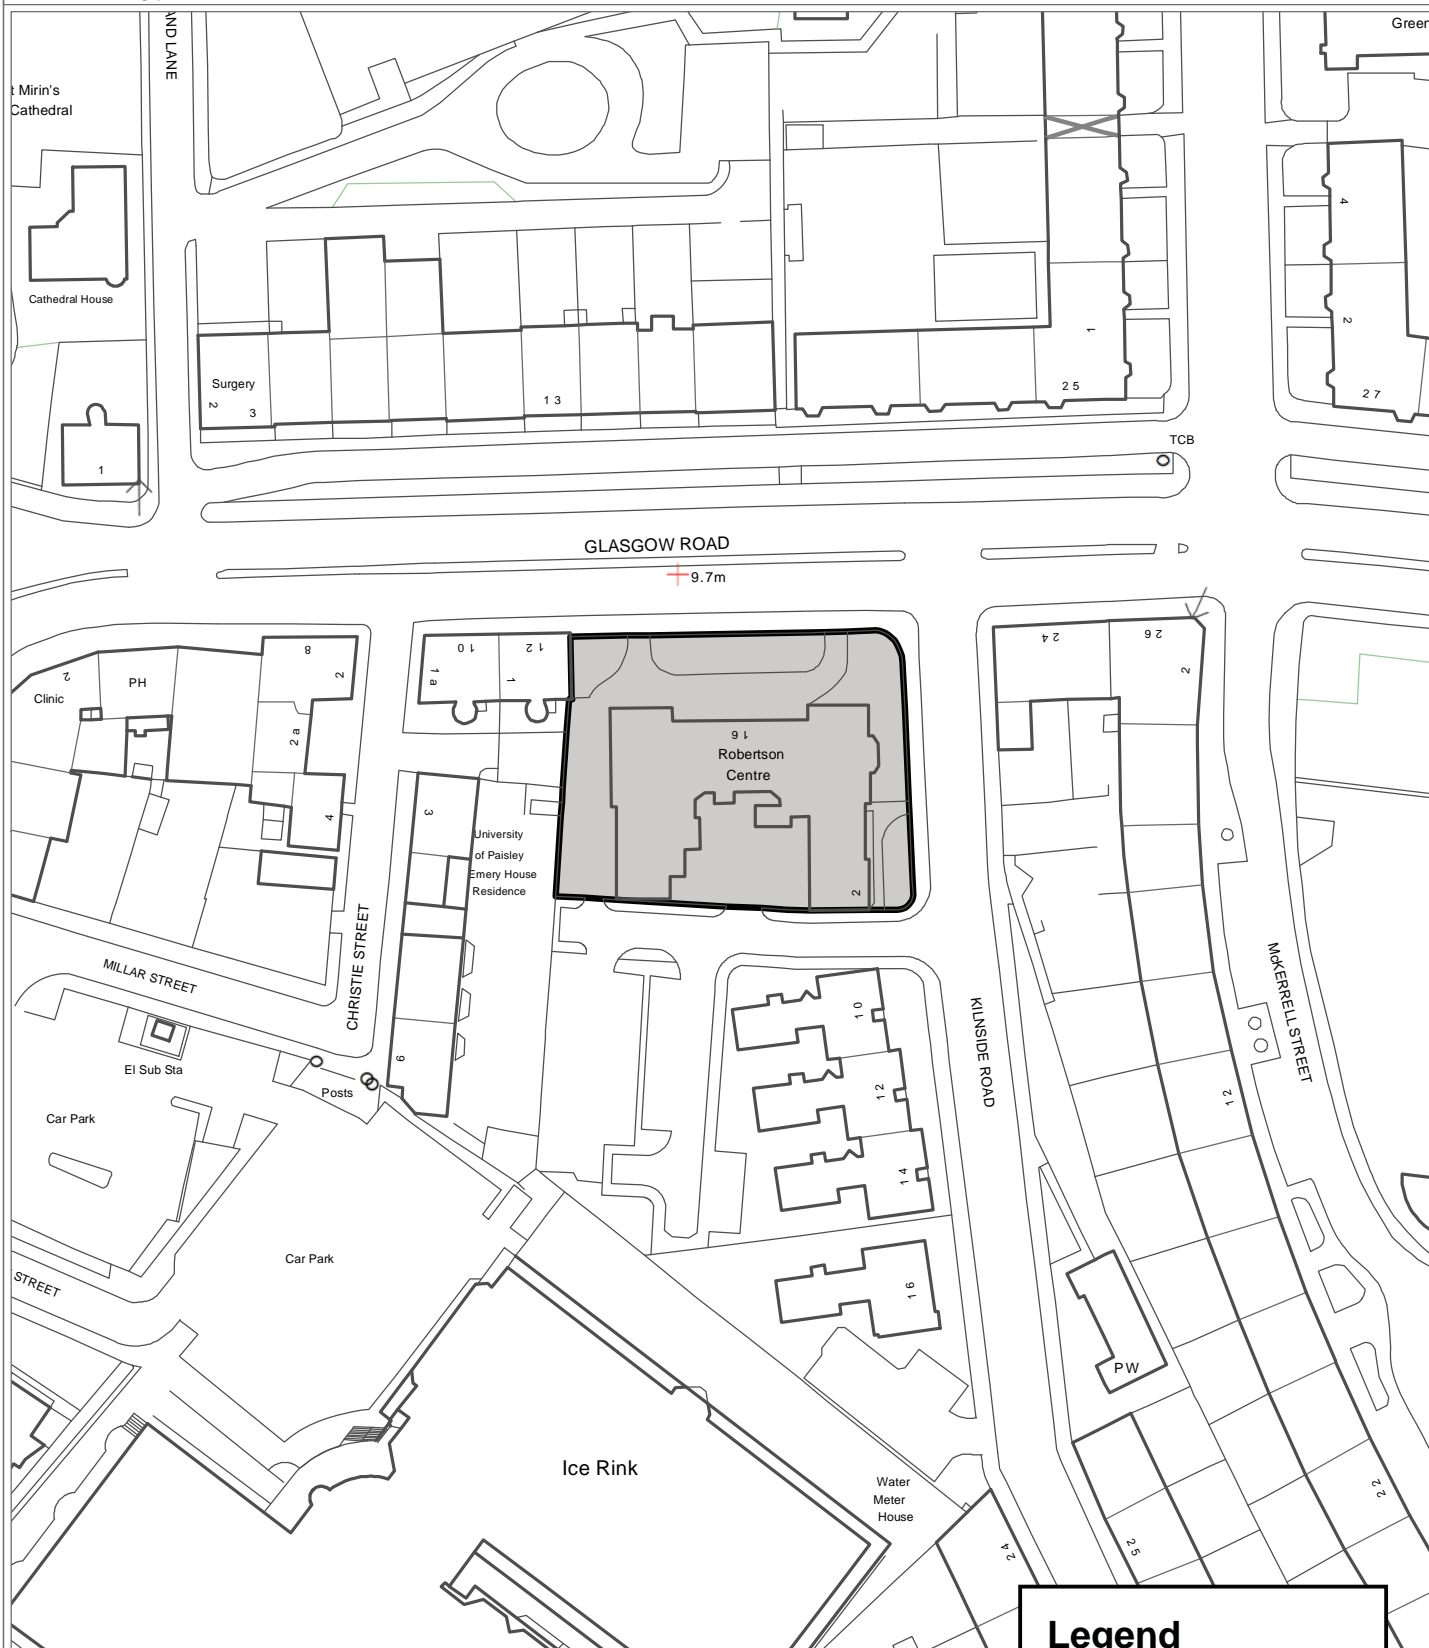 AND LANE
Green
t Mirin's
Cathedral
4
Cathedral House
2
1
Surgery
2
3
13
25
27
1
TCB
GLASGOW ROAD
9.7m
10
12
1a
1
8
2
2
PH
Clinic
2a
4
24
26
2
16
Robertson
Centre
2
3
University
of Paisley
Emery House
Residence
CHRISTIE STREET
MILLAR STREET
El Sub Sta
Posts
9
Car Park
10
12
14
16
KILNSIDE ROAD
McKERRELL STREET
12
Car Park
STREET
PW
Ice Rink
Water
Meter
House
22
24
25
Legend